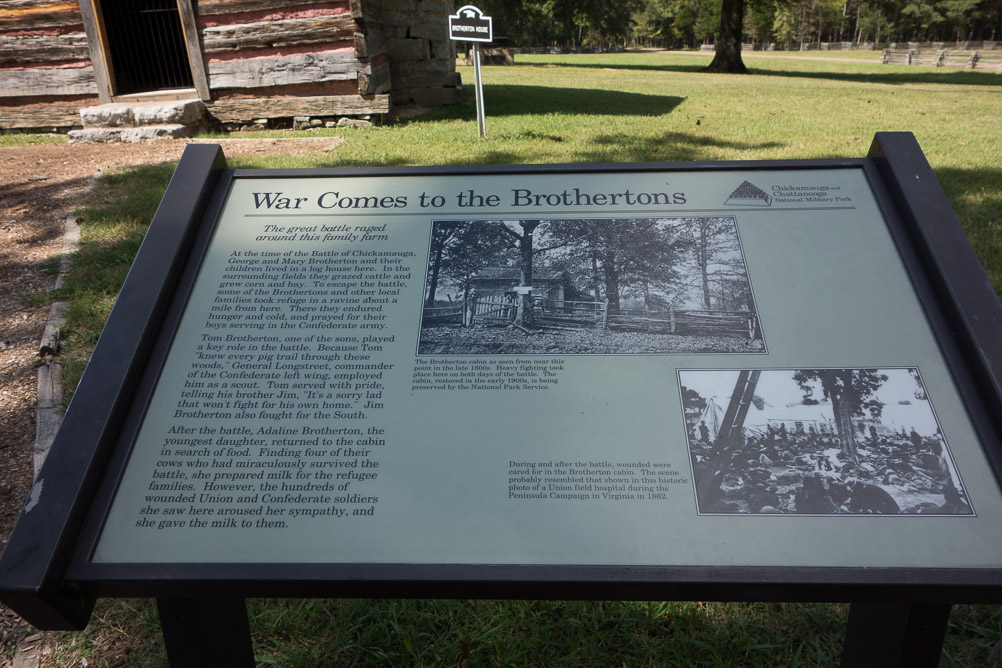 BROTHERTON HOUSE
War Comes to the Brothertons
Chickamauga and
Chattanooga
National Military Park
The great battle raged
around this family farm
At the time of the Battle of Chickamauga,
George and Mary Brotherton and their
children lived in a log house here. In the
surrounding fields they grazed cattle and
grew corn and hay. To escape the battle,
some of the Brothertons and other local
families took refuge in a ravine about a
mile from here. There they endured
hunger and cold, and prayed for their
boys serving in the Confederate army.
Tom Brotherton, one of the sons, played
a key role in the battle. Because Tom
"knew every pig trail through these
woods," General Longstreet, commander
of the Confederate left wing, employed
him as a scout. Tom served with pride,
telling his brother Jim, "It's a sorry lad
that won't fight for his own home." Jim
Brotherton also fought for the South.
After the battle, Adaline Brotherton, the
youngest daughter, returned to the cabin
in search of food. Finding four of their
cows who had miraculously survived the
battle, she prepared milk for the refugee
families. However, the hundreds of
wounded Union and Confederate soldiers
she saw here aroused her sympathy, and
she gave the milk to them.
The Brotherton cabin as seen from near this
point in the late 1800s. Heavy fighting took
place here on both days of the battle. The
cabin, restored in the early 1900s, is being
preserved by the National Park Service.
During and after the battle, wounded were
cared for in the Brotherton cabin. The scene
probably resembled that shown in this historic
photo of a Union field hospital during the
Peninsula Campaign in Virginia in 1862.